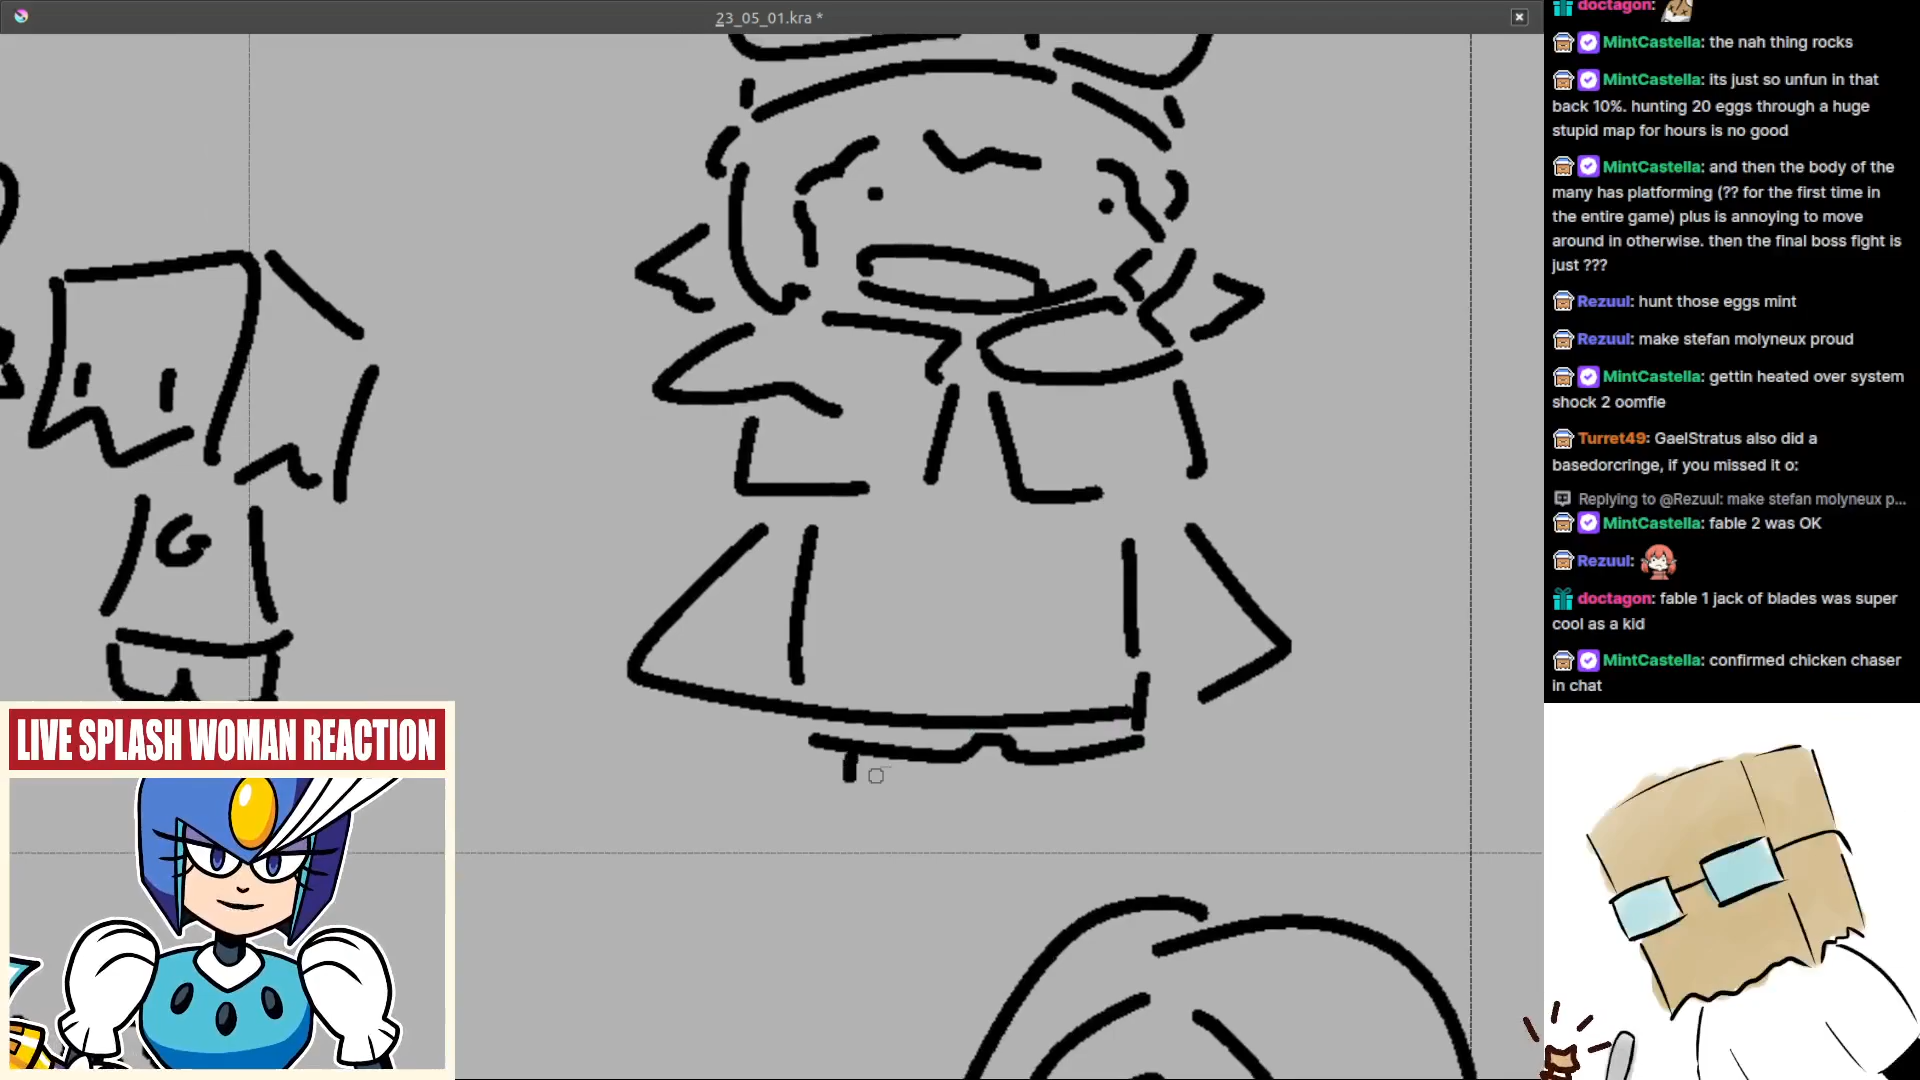 23_05_01.kra *
G
LIVE SPLASH WOMAN REACTION
doctagon:
MintCastella: the nah thing rocks
MintCastella: its just so unfun in that
back 10%. hunting 20 eggs through a huge
stupid map for hours is no good
MintCastella: and then the body of the
many has platforming (?? for the first time in
the entire game) plus is annoying to move
around in otherwise. then the final boss fight is
just ???
Rezuul: hunt those eggs mint
Rezuul: make stefan molyneux proud
MintCastella: gettin heated over system
shock 2 oomfie
Turret49: GaelStratus also did a
basedorcringe, if you missed it o:
Replying to @Rezuul: make stefan molyneux p...
MintCastella: fable 2 was OK
Rezuul:
doctagon: fable 1 jack of blades was super
cool as a kid
MintCastella: confirmed chicken chaser
in chat